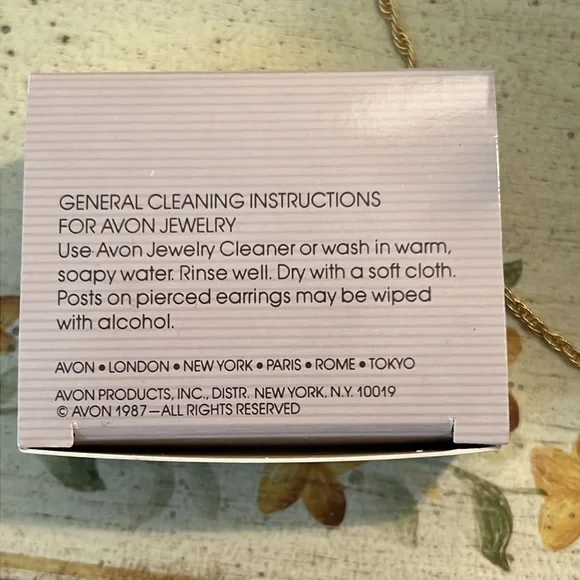 GENERAL CLEANING INSTRUCTIONS
FOR AVON JEWELRY
Use Avon Jewelry Cleaner or wash in warm,
soapy water. Rinse well. Dry with a soft cloth.
Posts on pierced earrings may be wiped
with alcohol.
AVON • LONDON • NEW YORK • PARIS • ROME • TOKYO
AVON PRODUCTS, INC., DISTR. NEW YORK. N.Y. 10019
© AVON 1987—ALL RIGHTS RESERVED